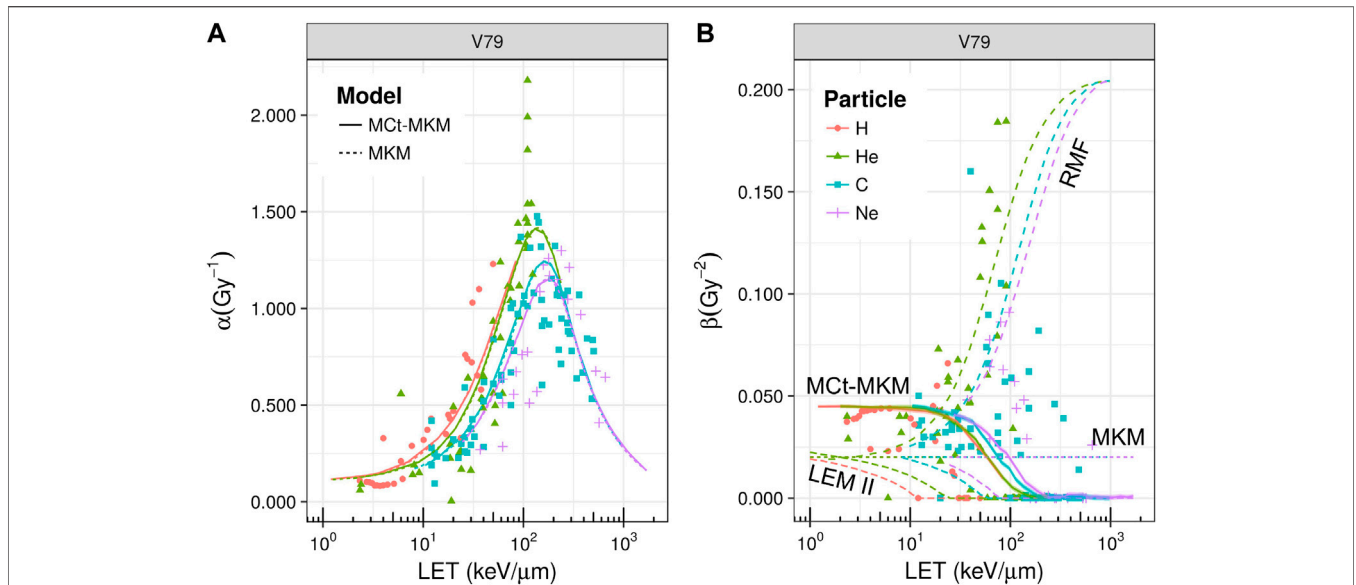 A
V79
Model
MCt-MKM
MKM
2.000
1.500
1.000
0.500
0.000
α(Gy⁻¹)
10⁰
10¹
10²
10³
LET (keV/μm)
B
V79
Particle
H
He
C
Ne
RMF
MCt-MKM
MKM
LEM II
0.200
0.150
0.100
0.050
0.000
β(Gy⁻²)
10⁰
10¹
10²
10³
LET (keV/μm)